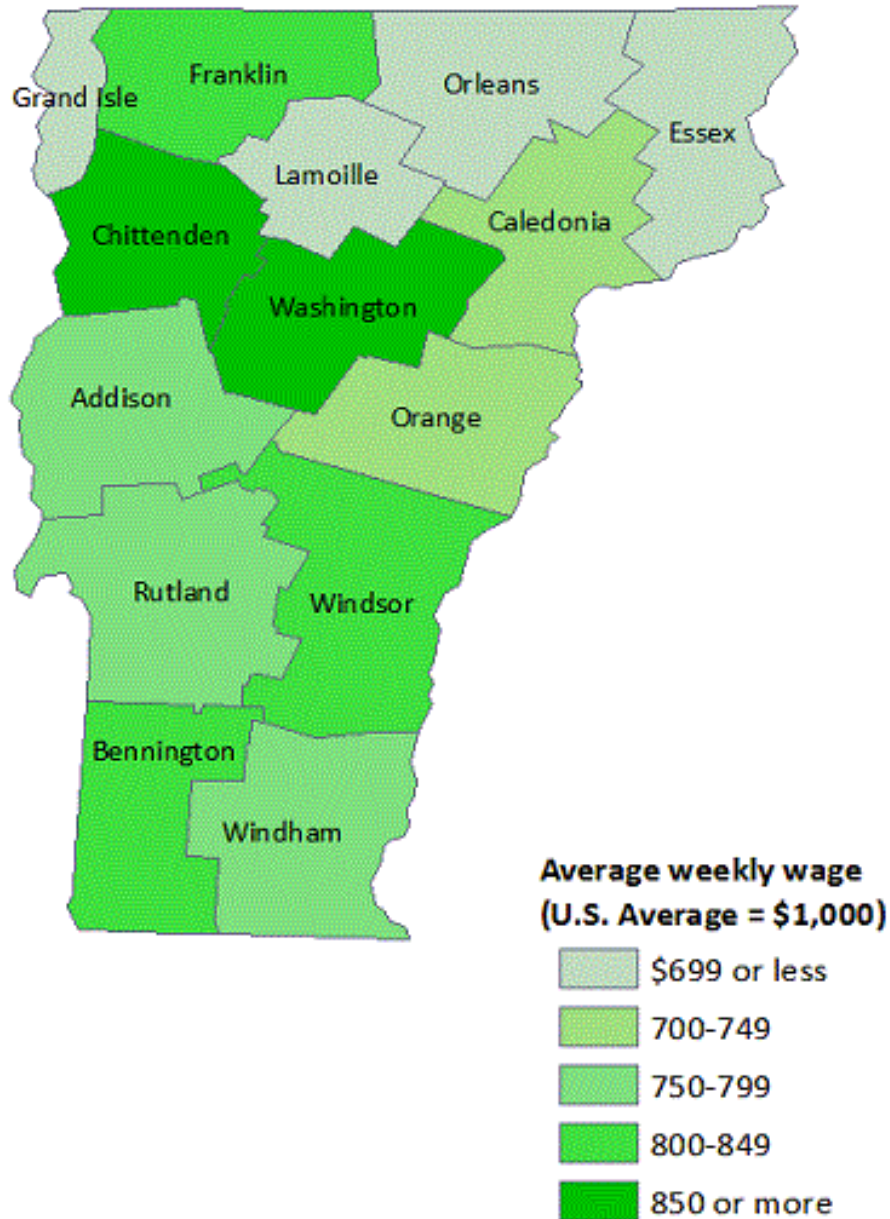 Franklin
Orleans
Grand Isle
Essex
Lamoille
Caledonia
Chittenden
Washington
Addison
Orange
Rutland
Windsor
Bennington
Windham
Average weekly wage
(U.S. Average = $1,000)
$699 or less
700-749
750-799
800-849
850 or more